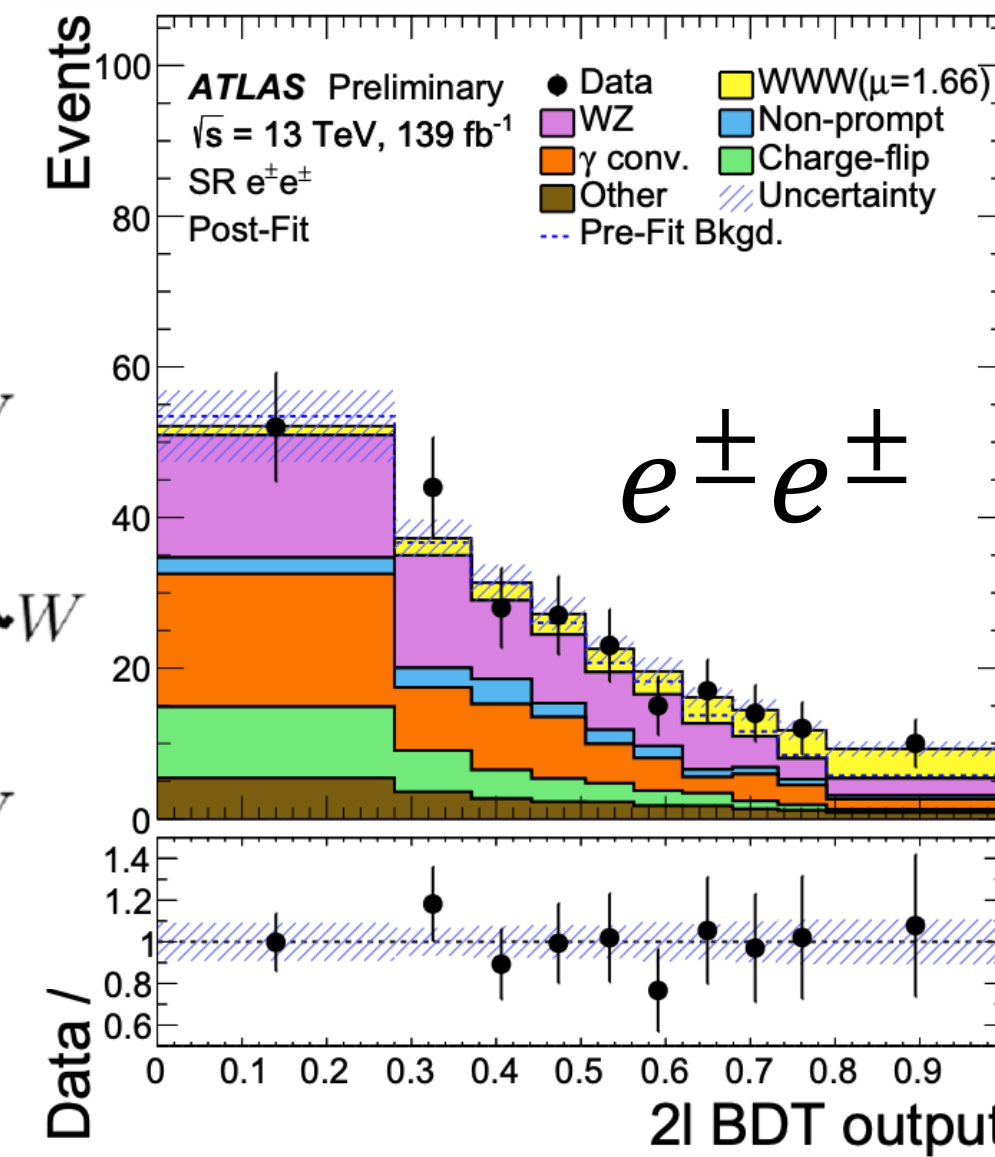 Events
100
80
60
40
20
0
ATLAS Preliminary
√s = 13 TeV, 139 fb⁻¹
SR e±e±
Post-Fit
Data
WZ
γ conv.
Other
Pre-Fit Bkgd.
WWW(μ=1.66)
Non-prompt
Charge-flip
Uncertainty
e±e±
W
Data /
1.4
1.2
1
0.8
0.6
0 0.1 0.2 0.3 0.4 0.5 0.6 0.7 0.8 0.9
2l BDT output